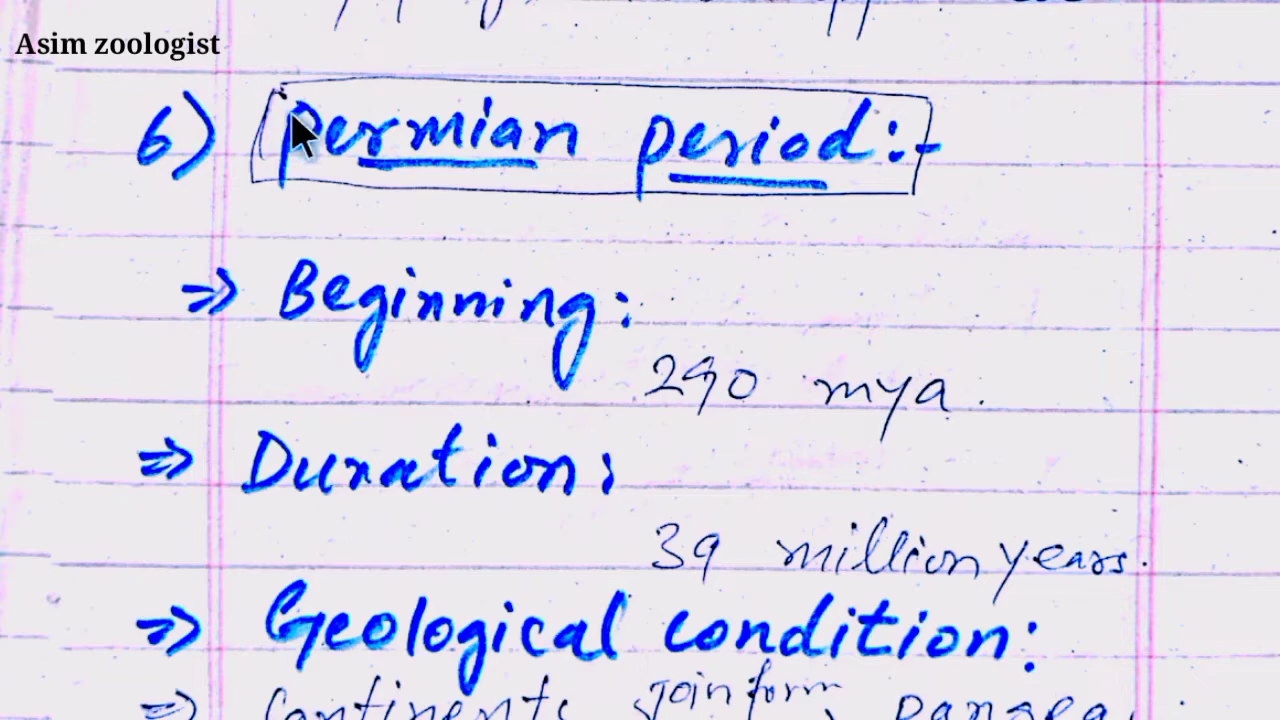 Asim zoologist
6) permian period:-
⇒ Beginning:
290 mya.
⇒ Duration:
39 million years.
⇒ Geological condition:
⇒ Continents join form pangea.